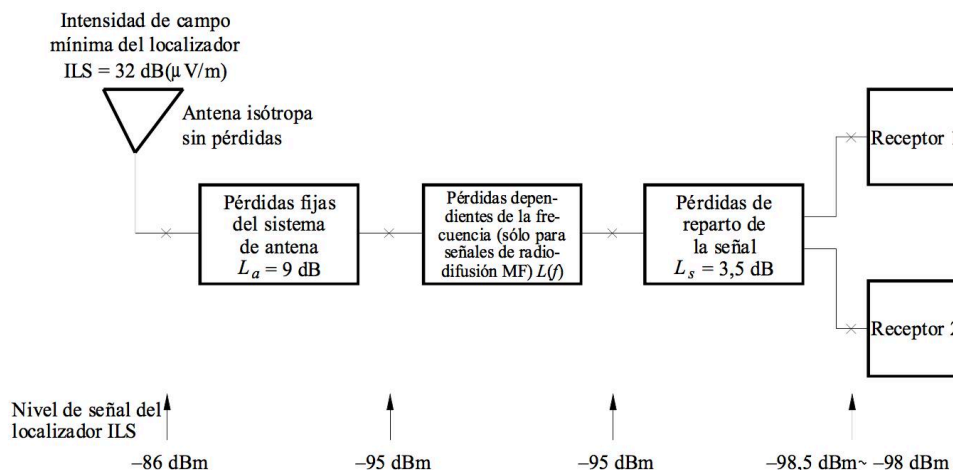 Intensidad de campo
mínima del localizador
ILS = 32 dB(µ V/m)
Antena isótropa
sin pérdidas
Pérdidas fijas
del sistema
de antena
L a = 9 dB
Pérdidas depen-
dientes de la fre-
cuencia (sólo para
señales de radio-
difusión MF) L(f)
Pérdidas de
reparto de
la señal
L s = 3,5 dB
Receptor 1
Receptor 2
Nivel de señal del
localizador ILS
–86 dBm
–95 dBm
–95 dBm
–98,5 dBm~ –98 dBm